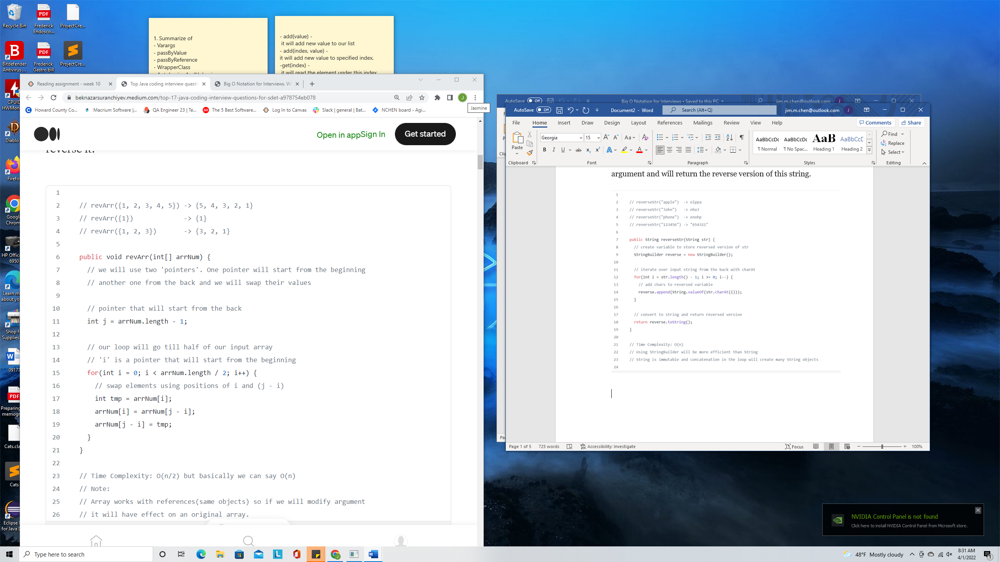 Recycle Bin
Frederick Endosco...
ProjectCre...
Bitdefender Antivirus ...
Frederick Gastro bill
ProjectCre...
CPUID
HWMon
Diablo
Firefo
Googl
Chrom
HP Offic
6950
Learn m
about yo
Shop f
Supplies
09177
Preparing
memogr
Cats.cla
Cats
Eclipse I
for Java D
1. Summarize of
- Varargs
- passByValue
- passByReference
- WrapperClass
- add(value) -
it will add new value to our list
- add(index, value) -
it will add new value to specified index.
-get(index) -
it will read the element under this index
Reading assignment - week 10
Top Java coding interview questi
Big O Notation for Interviews. W
beknazarsuranchiyev.medium.com/top-17-java-coding-interview-questions-for-sdet-a978754eb078
J
Howard County Co...
Macrium Software |...
QA Engineer 23 | Te...
The 5 Best Software...
Log In to Canvas
Slack | general | Bat...
NCHEN board - Agi...
Jasmine
Open in app
Sign In
Get started
reverse it.
1
2 // revArr({1, 2, 3, 4, 5}) -> {5, 4, 3, 2, 1}
3 // revArr({1}) -> {1}
4 // revArr({1, 2, 3}) -> {3, 2, 1}
5
6 public void revArr(int[] arrNum) {
7 // we will use two 'pointers'. One pointer will start from the beginning
8 // another one from the back and we will swap their values
9
10 // pointer that will start from the back
11 int j = arrNum.length - 1;
12
13 // our loop will go till half of our input array
14 // 'i' is a pointer that will start from the beginning
15 for(int i = 0; i < arrNum.length / 2; i++) {
16 // swap elements using positions of i and (j - i)
17 int tmp = arrNum[i];
18 arrNum[i] = arrNum[j - i];
19 arrNum[j - i] = tmp;
20 }
21 }
22
23 // Time Complexity: O(n/2) but basically we can say O(n)
24 // Note:
25 // Array works with references(same objects) so if we will modify argument
26 // it will have effect on an original array.
AutoSave Off
Big O Notation for Interviews • Saved to this PC
jim.m.chen@outlook.com J
AutoSave Off
Document2 - Word
Search (Alt+Q)
jim.m.chen@outlook.com J
File Home Insert Draw Design Layout References Mailings Review View Help
Comments Share
Paste
Georgia 15
AaBbCcDc AaBbCcDc AaB AaBbCcD
¶ Normal ¶ No Spac... Heading 1 Heading 2
Find
Replace
Select
Clipboard Font Paragraph Styles Editing
argument and will return the reverse version of this string.
1
2 // reverseStr("apple") -> elppa
3 // reverseStr("John") -> nhoJ
4 // reverseStr("phone") -> enohp
5 // reverseStr("123456") -> "654321"
6
7 public String reverseStr(String str) {
8 // create variable to store reversed version of str
9 StringBuilder reverse = new StringBuilder();
10
11 // iterate over input string from the back with charAt
12 for(int i = str.length() - 1; i >= 0; i--) {
13 // add chars to reversed variable
14 reverse.append(String.valueOf(str.charAt(i)));
15 }
16
17 // convert to string and return reversed version
18 return reverse.toString();
19 }
20
21 // Time Complexity: O(n)
22 // Using StringBuilder will be more efficient than String
23 // String is immutable and concatenation in the loop will create many String objects
24
Page 1 of 5 725 words Accessibility: Investigate Focus 100%
NVIDIA Control Panel is not found
Click here to install NVIDIA Control Panel from Microsoft store.
Type here to search
48°F Mostly cloudy
8:31 AM
4/1/2022
1